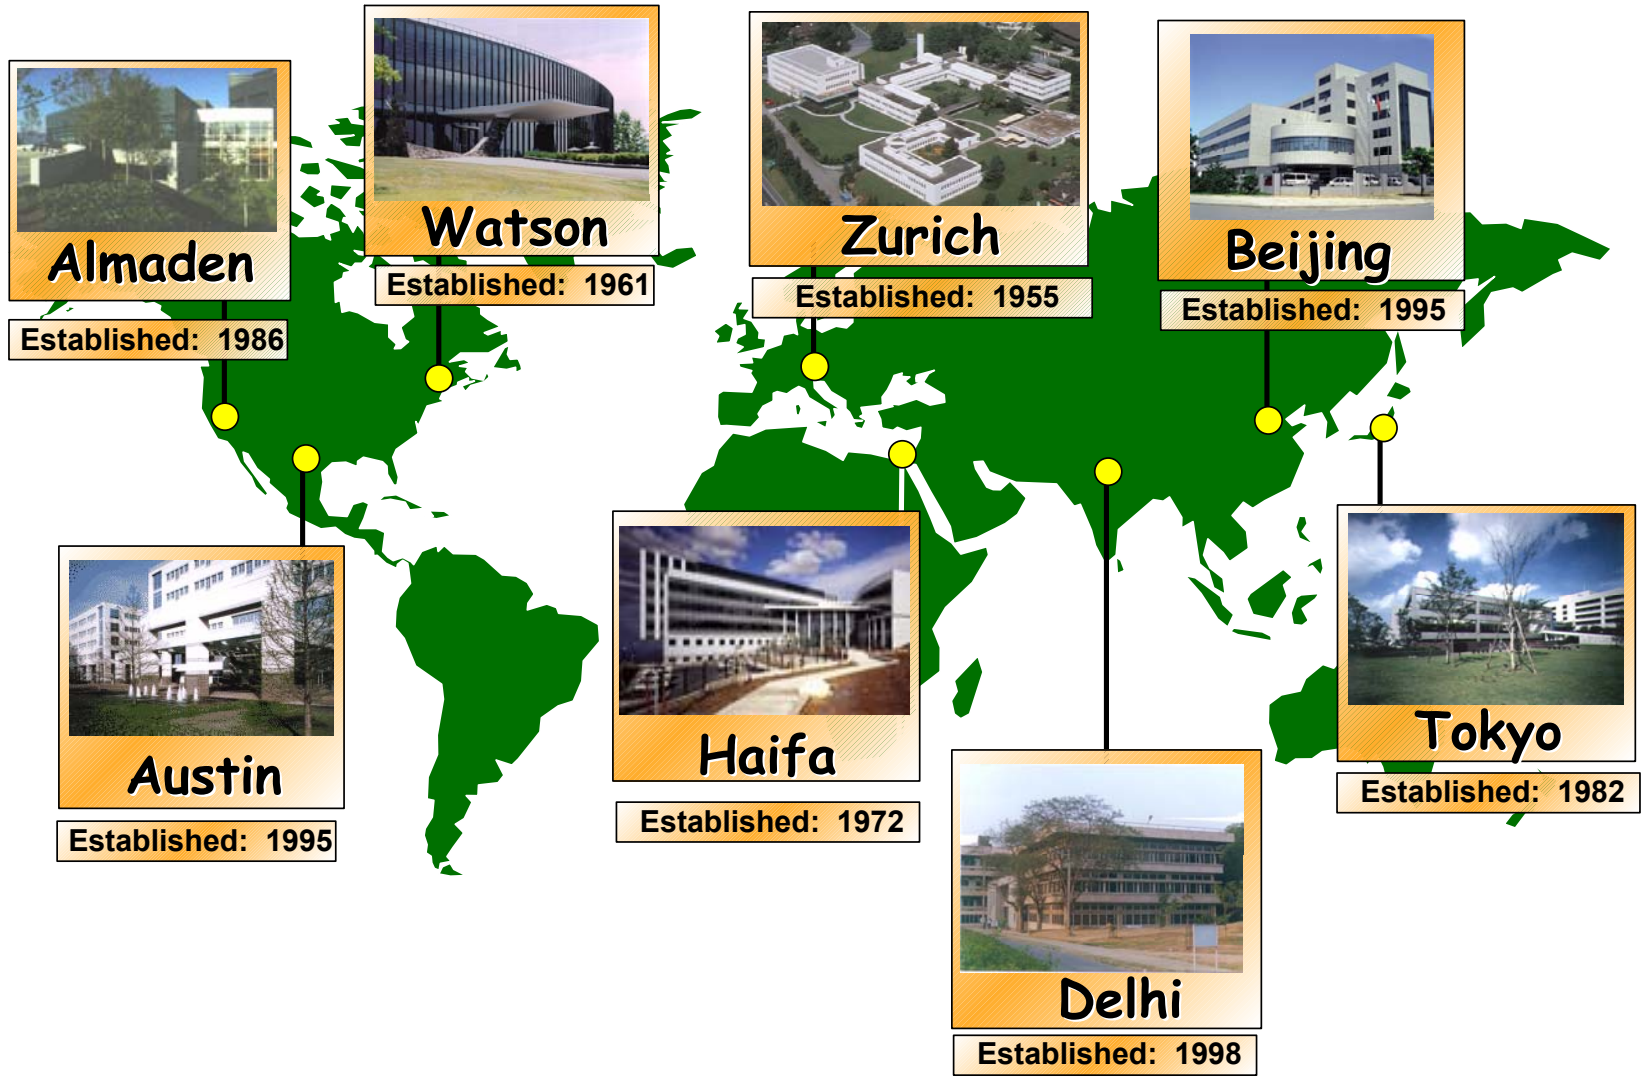 Almaden
Established: 1986
Watson
Established: 1961
Zurich
Established: 1955
Beijing
Established: 1995
Austin
Established: 1995
Haifa
Established: 1972
Delhi
Established: 1998
Tokyo
Established: 1982